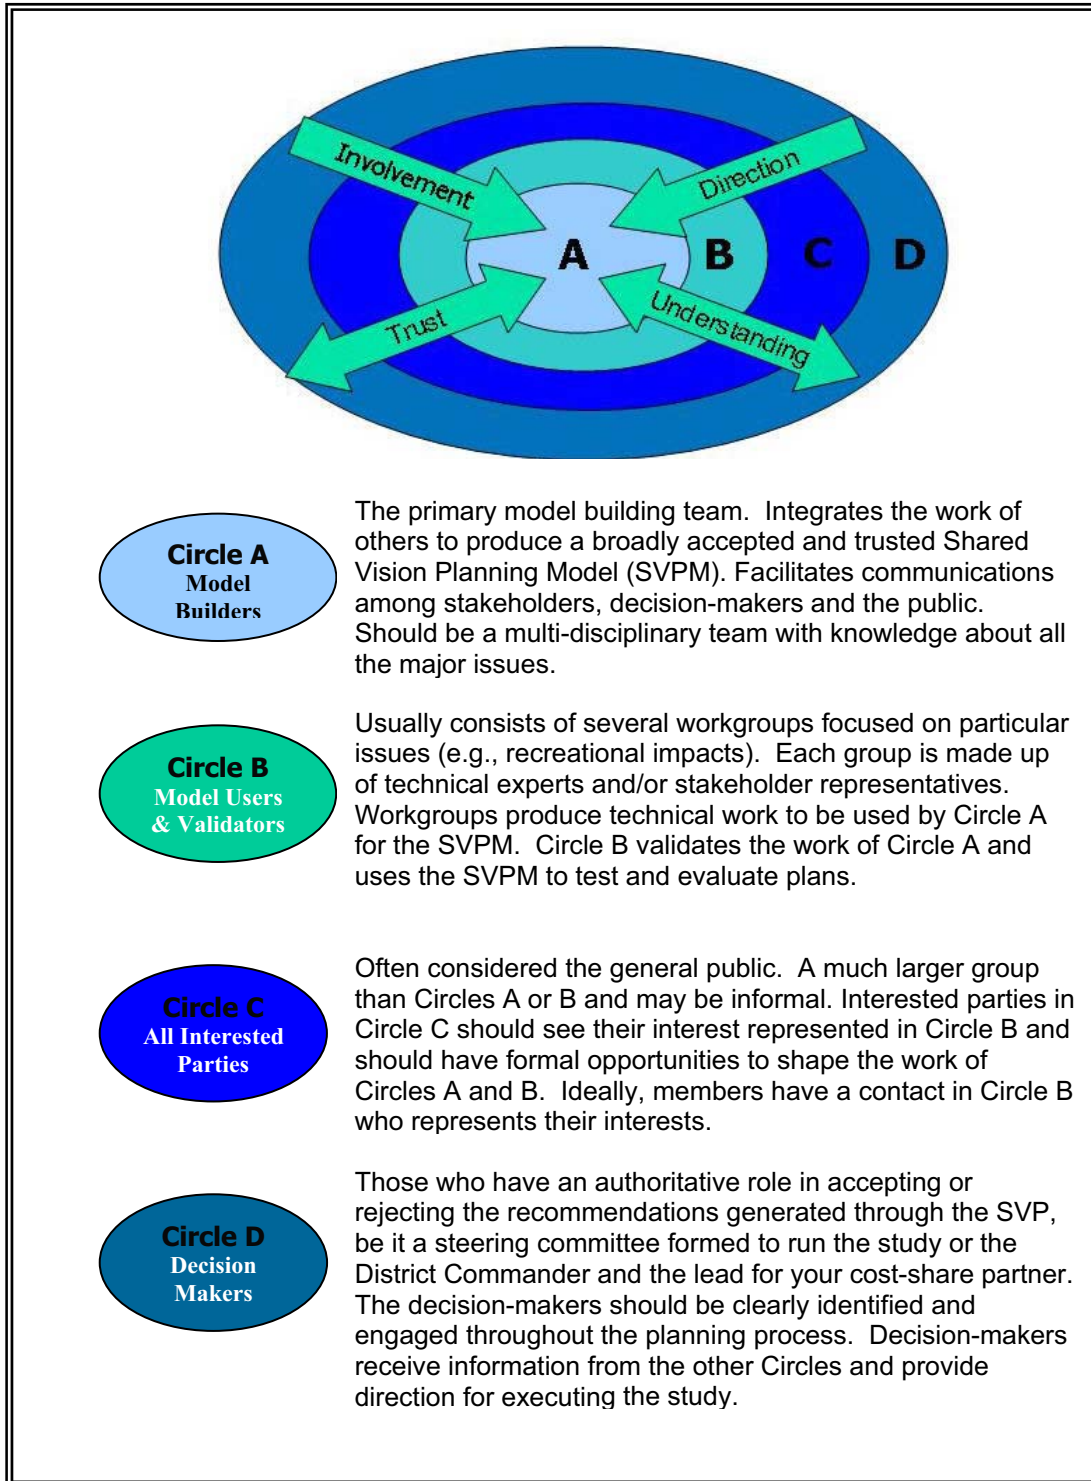 Involvement
Direction
A
B
C
D
Trust
Understanding
Circle A
Model
Builders
The primary model building team. Integrates the work of
others to produce a broadly accepted and trusted Shared
Vision Planning Model (SVPM). Facilitates communications
among stakeholders, decision-makers and the public.
Should be a multi-disciplinary team with knowledge about all
the major issues.
Circle B
Model Users
& Validators
Usually consists of several workgroups focused on particular
issues (e.g., recreational impacts). Each group is made up
of technical experts and/or stakeholder representatives.
Workgroups produce technical work to be used by Circle A
for the SVPM. Circle B validates the work of Circle A and
uses the SVPM to test and evaluate plans.
Circle C
All Interested
Parties
Often considered the general public. A much larger group
than Circles A or B and may be informal. Interested parties in
Circle C should see their interest represented in Circle B and
should have formal opportunities to shape the work of
Circles A and B. Ideally, members have a contact in Circle B
who represents their interests.
Circle D
Decision
Makers
Those who have an authoritative role in accepting or
rejecting the recommendations generated through the SVP,
be it a steering committee formed to run the study or the
District Commander and the lead for your cost-share partner.
The decision-makers should be clearly identified and
engaged throughout the planning process. Decision-makers
receive information from the other Circles and provide
direction for executing the study.